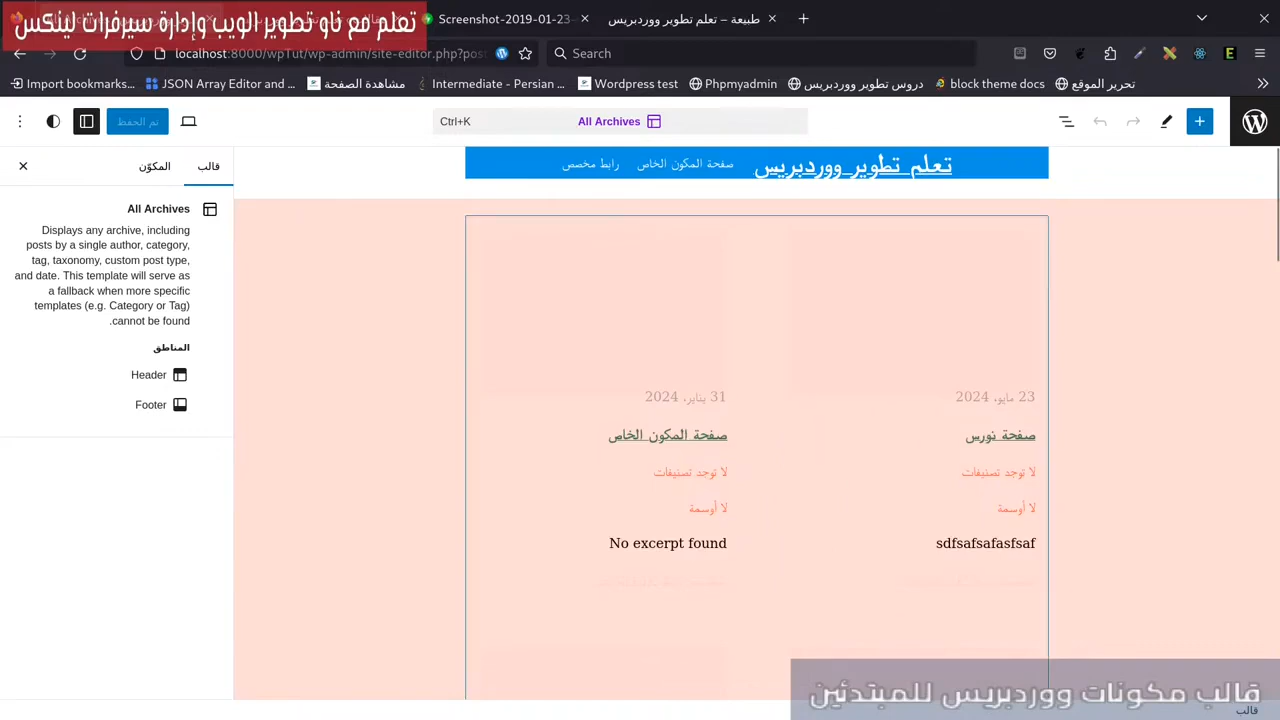 تعلم مع ناو تطوير الويب وإدارة سيرفرات لينكس
Screenshot-2019-01-23-
طبيعة – تعلم تطوير ووردبريس
localhost:8000/wpTut/wp-admin/site-editor.php?post
Search
Import bookmarks...
JSON Array Editor |...
مشاهدة الصفحة
Intermediate - Persian ...
Wordpress test
Phpmyadmin
دروس تطوير ووردبريس
block theme docs
تحرير الموقع
تم الحفظ
Ctrl+K
All Archives
قالب
المكوّن
All Archives
Displays any archive, including
posts by a single author, category,
tag, taxonomy, custom post type,
and date. This template will serve as
a fallback when more specific
templates (e.g. Category or Tag)
cannot be found.
المناطق
Header
Footer
تعلم تطوير ووردبريس
صفحة المكون الخاص
رابط مخصص
23 مايو، 2024
صفحة نورس
لا توجد تصنيفات
لا أوسمة
sdfsafsafasfsaf
31 يناير، 2024
صفحة المكون الخاص
لا توجد تصنيفات
لا أوسمة
No excerpt found
قالب مكونات ووردبريس للمبتدئين
قالب